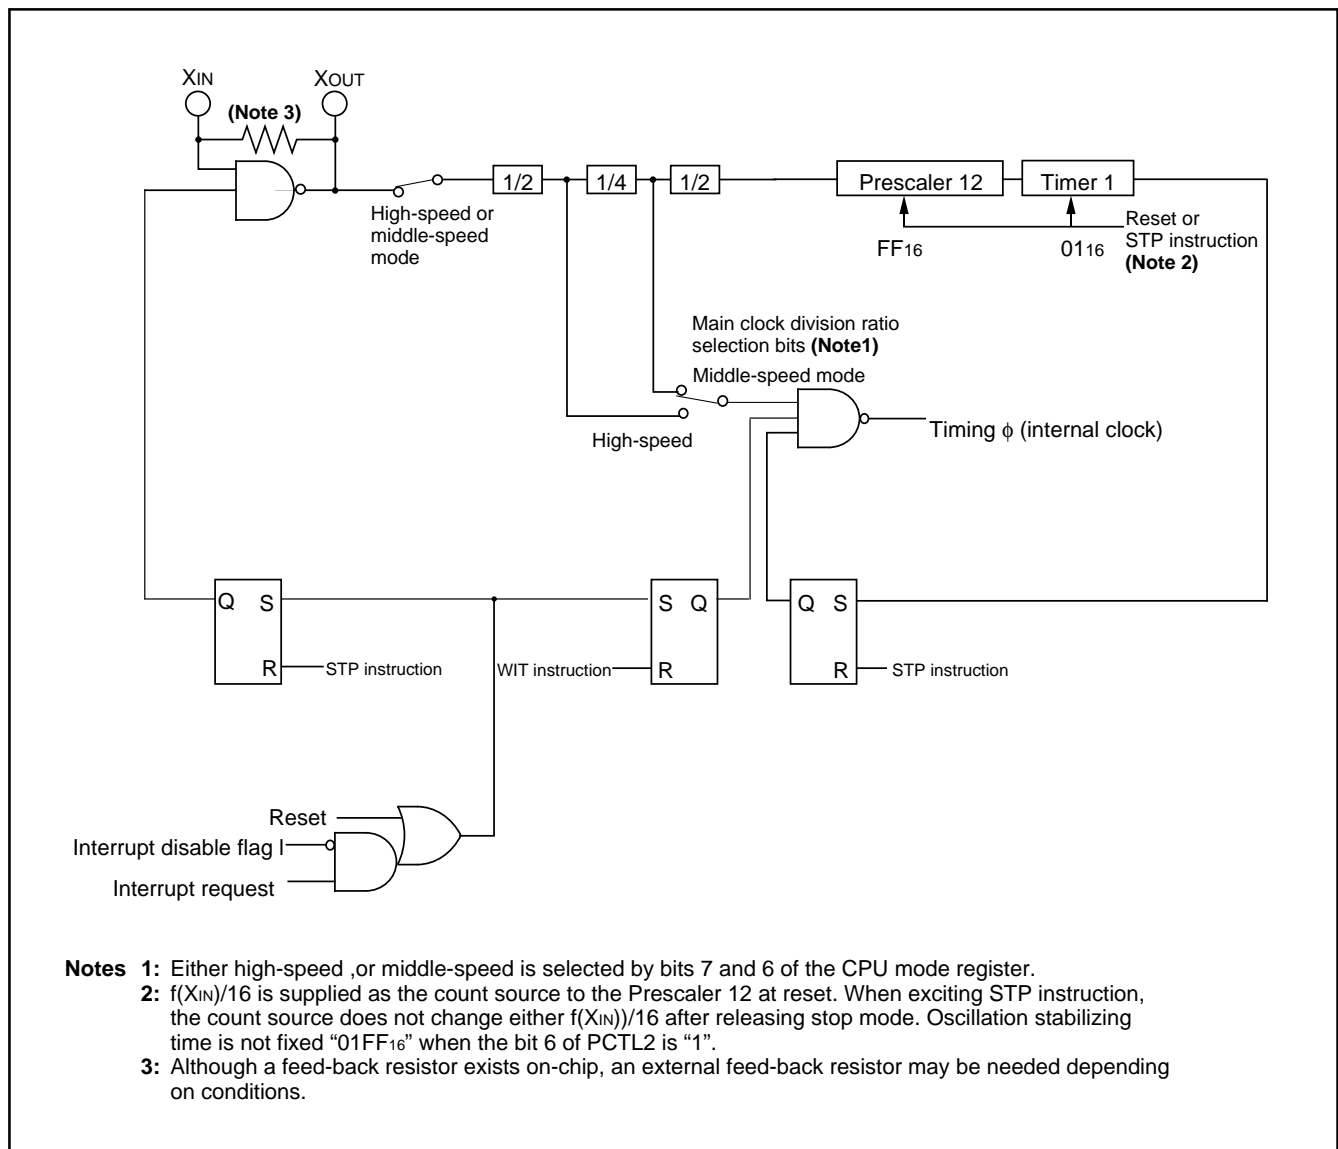 XIN
XOUT
(Note 3)
1/2
1/4
1/2
Prescaler 12
Timer 1
High-speed or
middle-speed
mode
FF16
0116
Reset or
STP instruction
(Note 2)
Main clock division ratio
selection bits (Note1)
Middle-speed mode
High-speed
Timing ϕ (internal clock)
Q S
R
STP instruction
WIT instruction
S Q
R
Q S
R
STP instruction
Reset
Interrupt disable flag I
Interrupt request
Notes 1: Either high-speed ,or middle-speed is selected by bits 7 and 6 of the CPU mode register.
2: f(XIN)/16 is supplied as the count source to the Prescaler 12 at reset. When exciting STP instruction,
the count source does not change either f(XIN))/16 after releasing stop mode. Oscillation stabilizing
time is not fixed “01FF16” when the bit 6 of PCTL2 is “1”.
3: Although a feed-back resistor exists on-chip, an external feed-back resistor may be needed depending
on conditions.